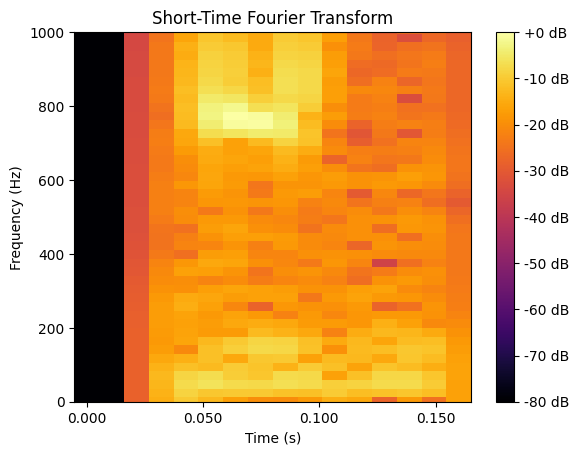 Short-Time Fourier Transform
1000
800
600
400
200
0
Frequency (Hz)
0.000
0.050
0.100
0.150
Time (s)
+0 dB
-10 dB
-20 dB
-30 dB
-40 dB
-50 dB
-60 dB
-70 dB
-80 dB